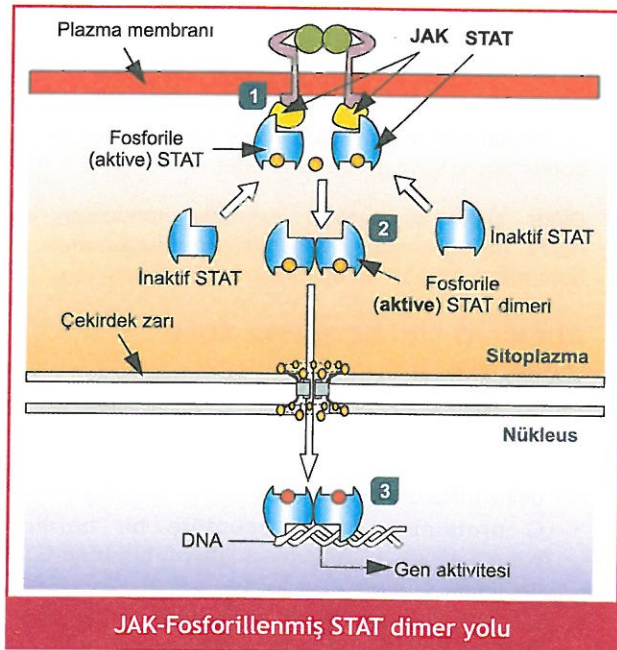 Plazma membranı
JAK STAT
1
Fosforile
(aktive) STAT
2
İnaktif STAT
İnaktif STAT
Fosforile
(aktive) STAT dimeri
Çekirdek zarı
Sitoplazma
Nükleus
3
DNA
Gen aktivitesi
JAK-Fosforillenmiş STAT dimer yolu